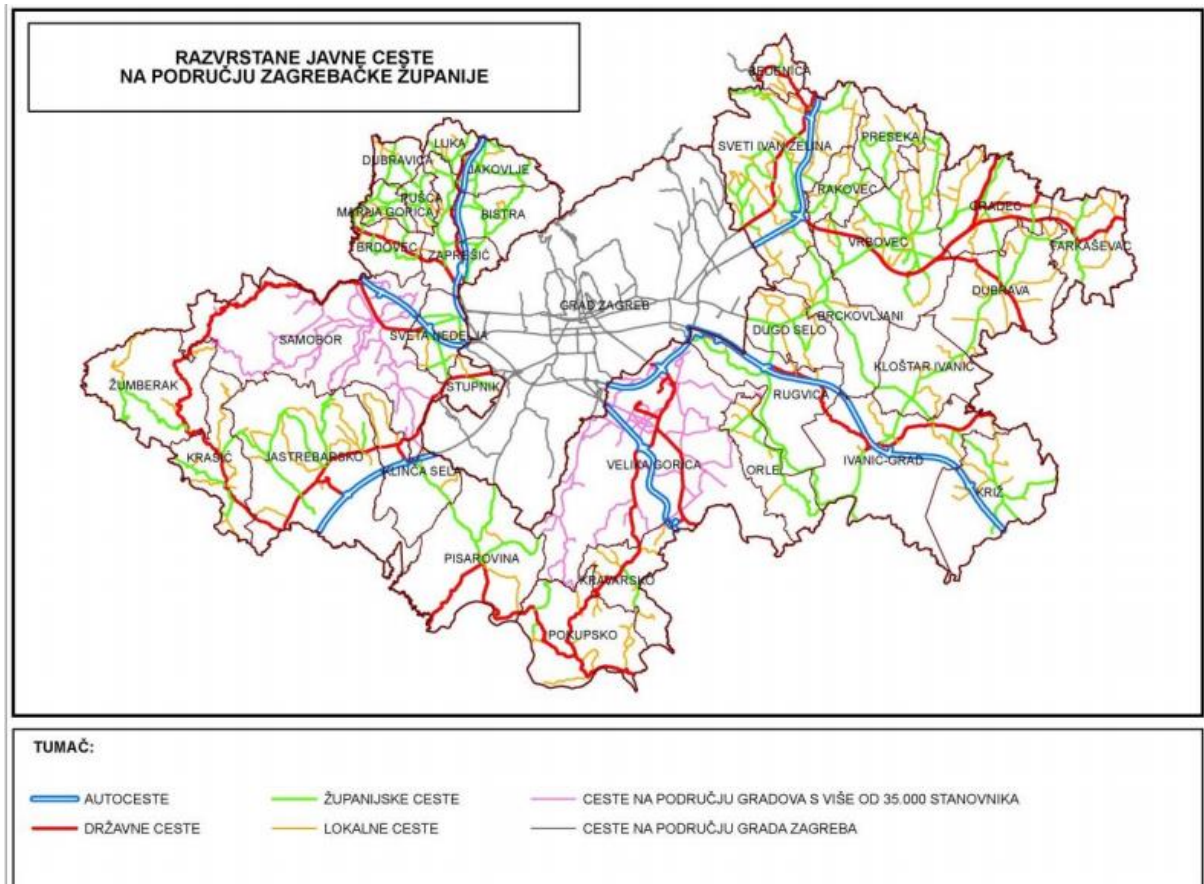 RAZVRSTANE JAVNE CESTE
NA PODRUČJU ZAGREBAČKE ŽUPANIJE
BEDENICA
LUKA
DUBRAVICA
JAKOVLJE
PUŠĆA
MARIJA GORICA
BISTRA
BRDOVEC
ZAPREŠIĆ
SVETI IVAN ZELINA
PRESEKA
RAKOVEC
GRADEC
VRBOVEC
FARKAŠEVAC
DUBRAVA
GRAD ZAGREB
BRCKOVLJANI
DUGO SELO
SAMOBOR
SVETA NEDELJA
KLOŠTAR IVANIĆ
ŽUMBERAK
STUPNIK
RUGVICA
KRAŠIĆ
JASTREBARSKO
KLINČA SELA
VELIKA GORICA
ORLE
IVANIĆ-GRAD
KRIŽ
PISAROVINA
KRAVARSKO
POKUPSKO
TUMAČ:
AUTOCESTE
ŽUPANIJSKE CESTE
CESTE NA PODRUČJU GRADOVA S VIŠE OD 35.000 STANOVNIKA
DRŽAVNE CESTE
LOKALNE CESTE
CESTE NA PODRUČJU GRADA ZAGREBA